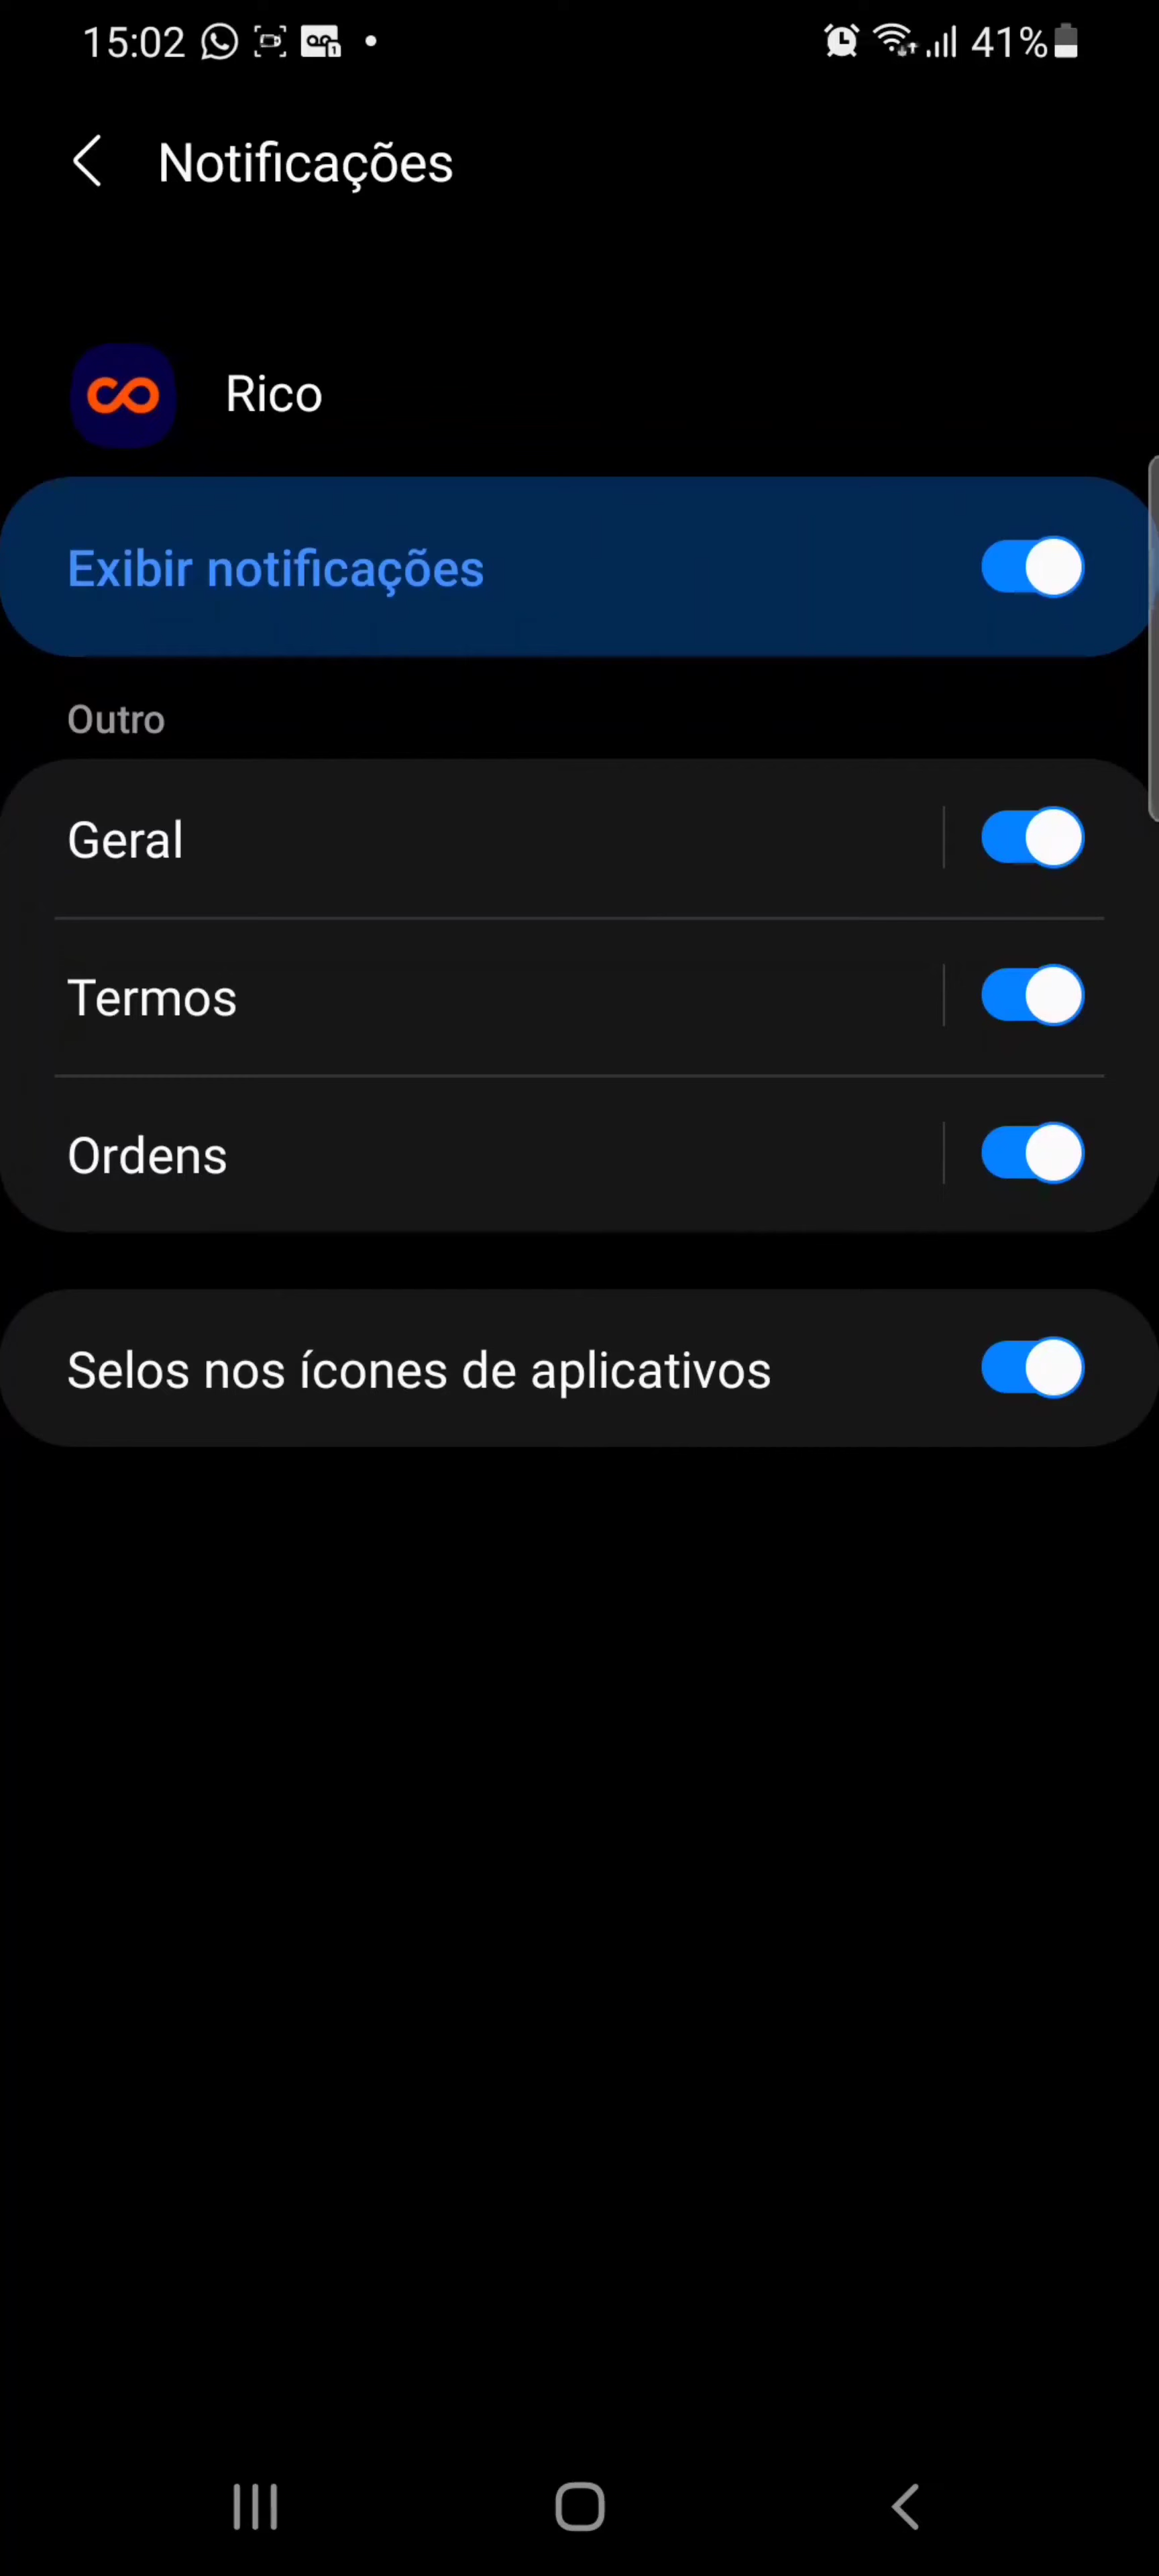 15:02
41%
Notificações
Rico
Exibir notificações
Outro
Geral
Termos
Ordens
Selos nos ícones de aplicativos